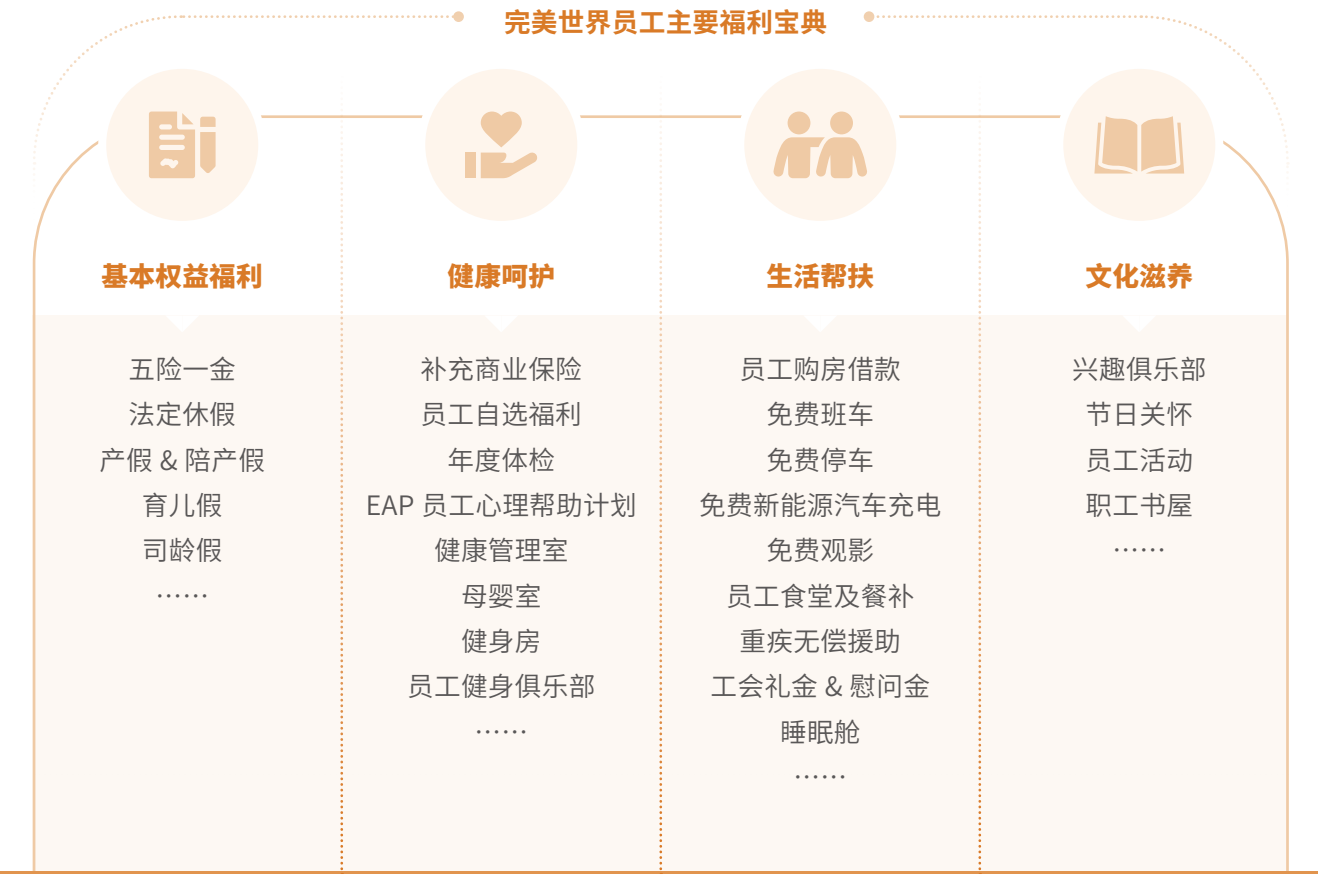 完美世界员工主要福利宝典
基本权益福利
五险一金
法定休假
产假 & 陪产假
育儿假
司龄假
……
健康呵护
补充商业保险
员工自选福利
年度体检
EAP 员工心理帮助计划
健康管理室
母婴室
健身房
员工健身俱乐部
……
生活帮扶
员工购房借款
免费班车
免费停车
免费新能源汽车充电
免费观影
员工食堂及餐补
重疾无偿援助
工会礼金 & 慰问金
睡眠舱
……
文化滋养
兴趣俱乐部
节日关怀
员工活动
职工书屋
……